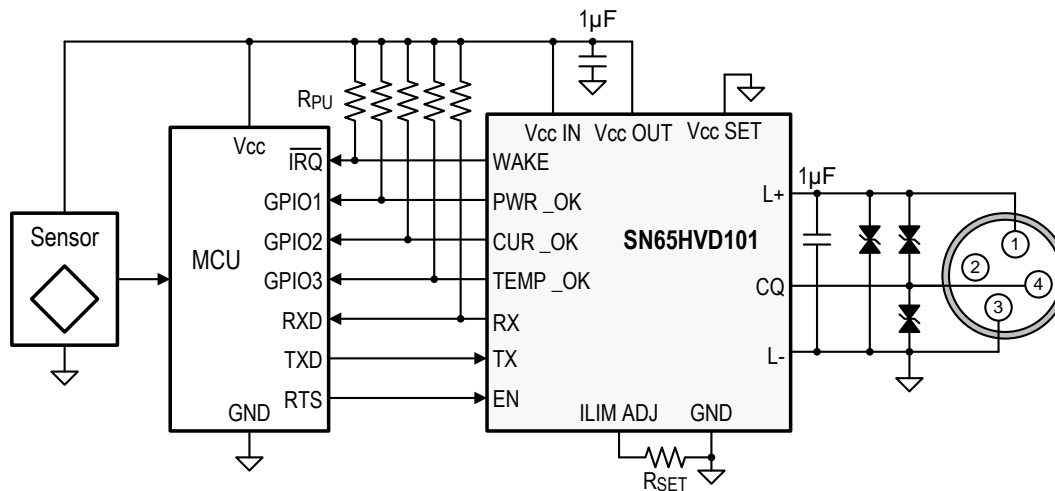 1µF
RPU
Vcc
IRQ
GPIO1
GPIO2
GPIO3
RXD
TXD
RTS
GND
MCU
Sensor
Vcc IN
Vcc OUT
Vcc SET
WAKE
PWR _OK
CUR _OK
TEMP _OK
RX
TX
EN
SN65HVD101
L+
CQ
L-
ILIM ADJ
GND
RSET
1µF
1
2
4
3